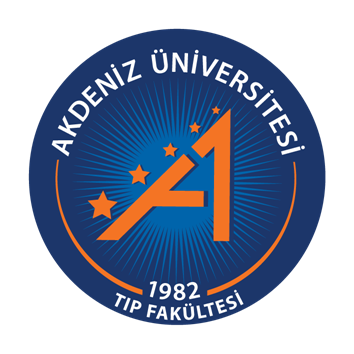 AKDENİZ ÜNİVERSİTESİ
1982
TIP FAKÜLTESİ